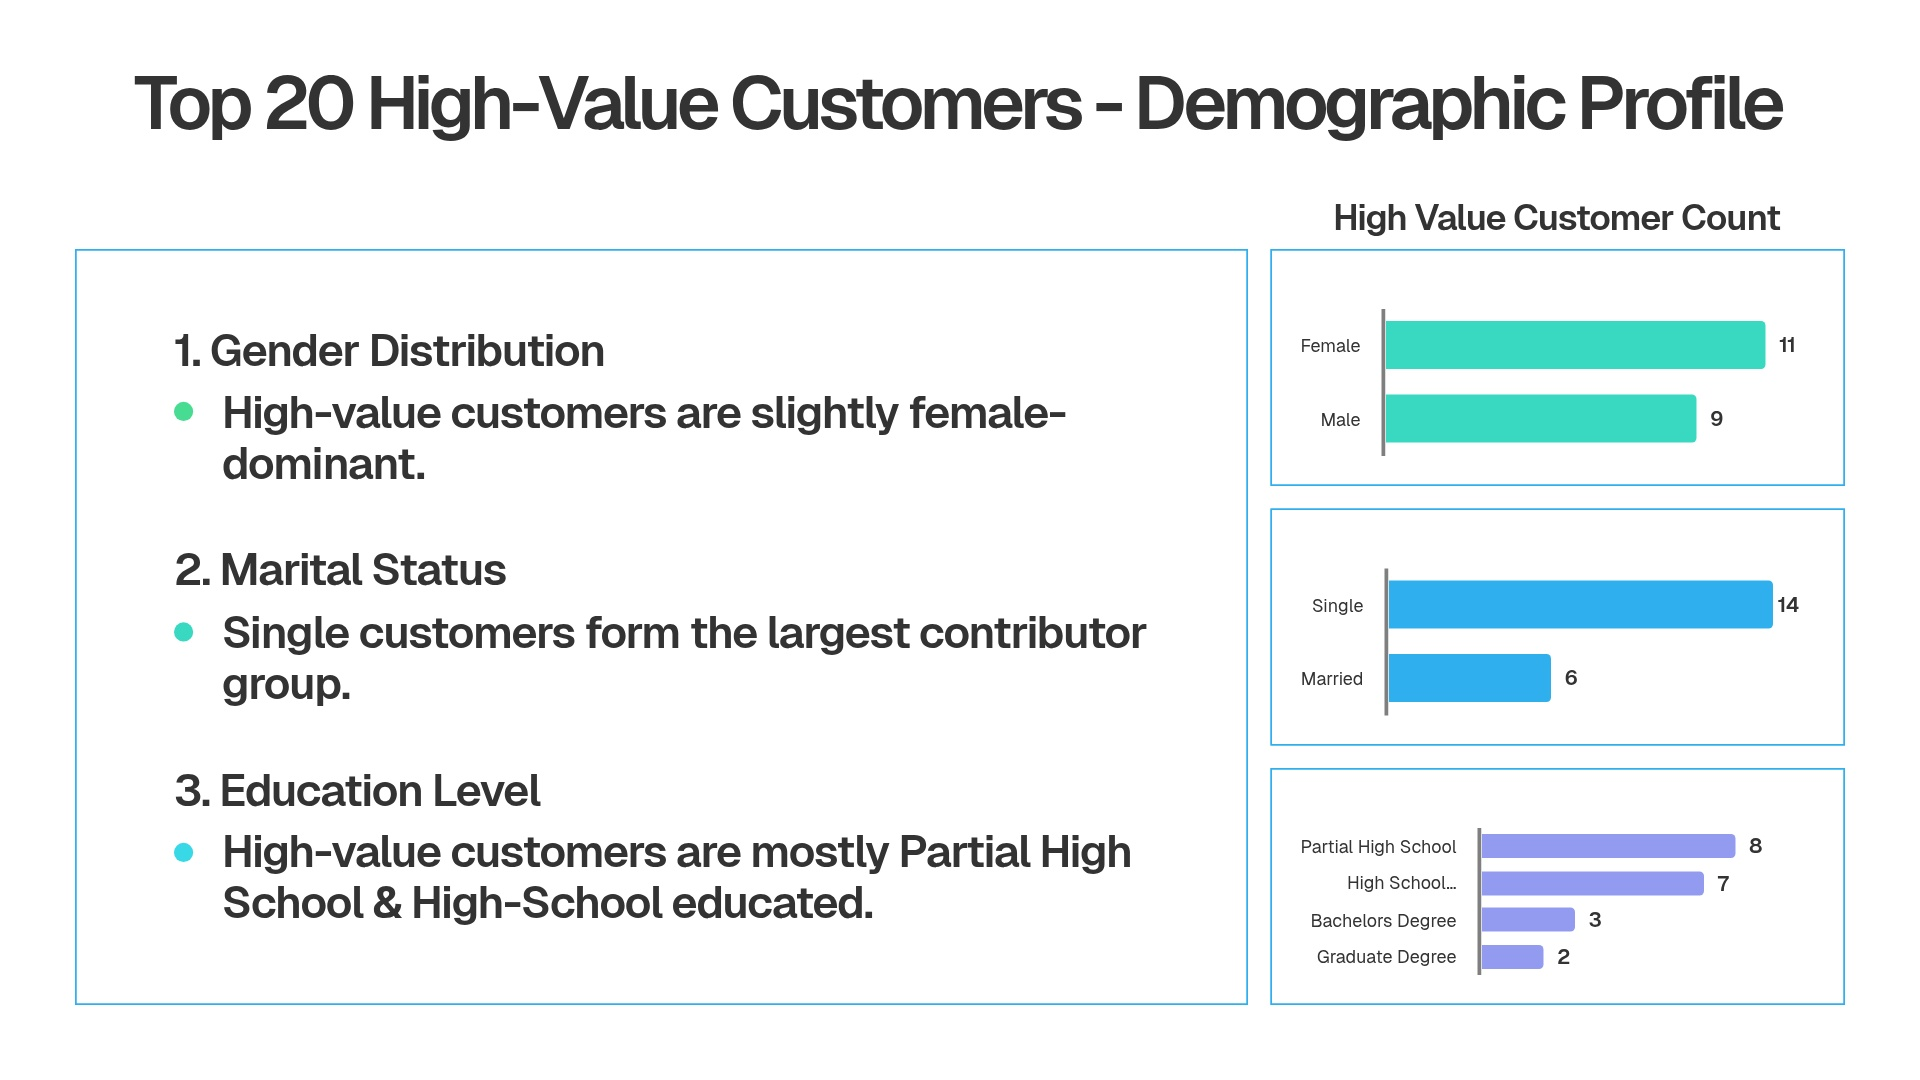 Top 20 High-Value Customers - Demographic Profile
1. Gender Distribution
High-value customers are slightly female-
dominant.
2. Marital Status
Single customers form the largest contributor
group.
3. Education Level
High-value customers are mostly Partial High
School & High-School educated.
High Value Customer Count
Female 11
Male 9
Single 14
Married 6
Partial High School 8
High School... 7
Bachelors Degree 3
Graduate Degree 2